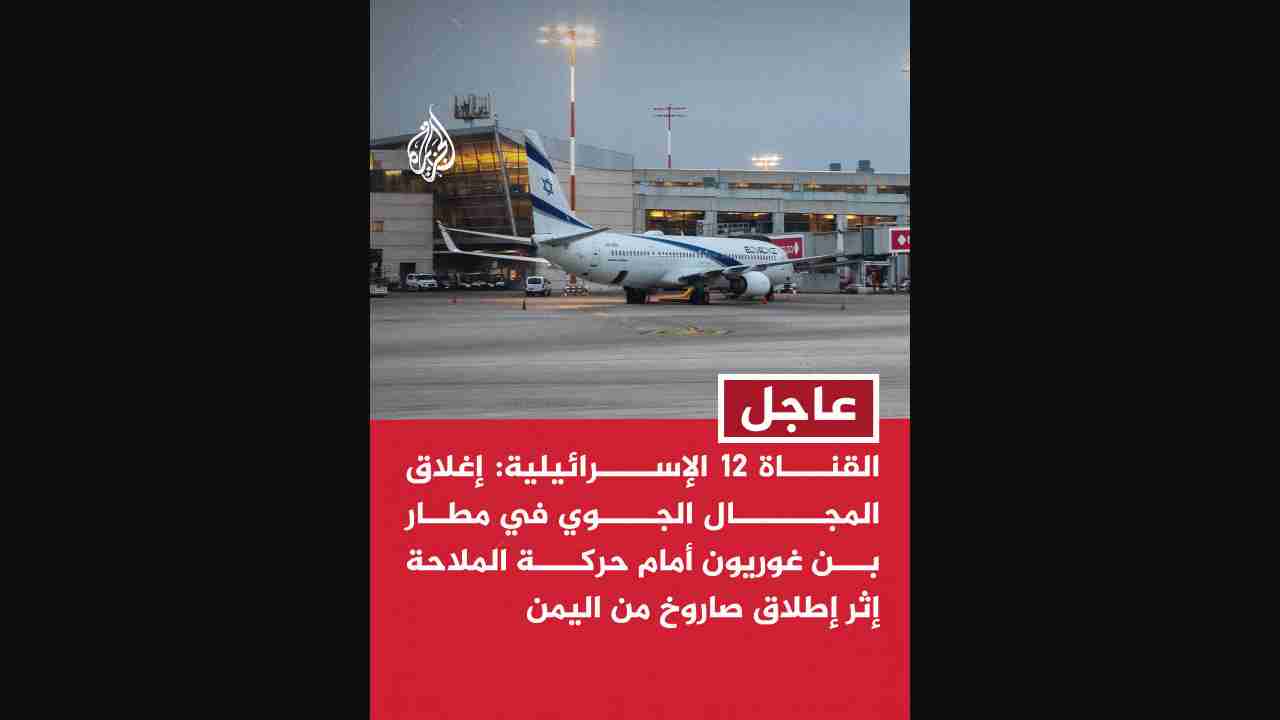 الجزيرة
عاجل
القناة 12 الإسرائيلية: إغلاق
المجال الجوي في مطار
بن غوريون أمام حركة الملاحة
إثر إطلاق صاروخ من اليمن